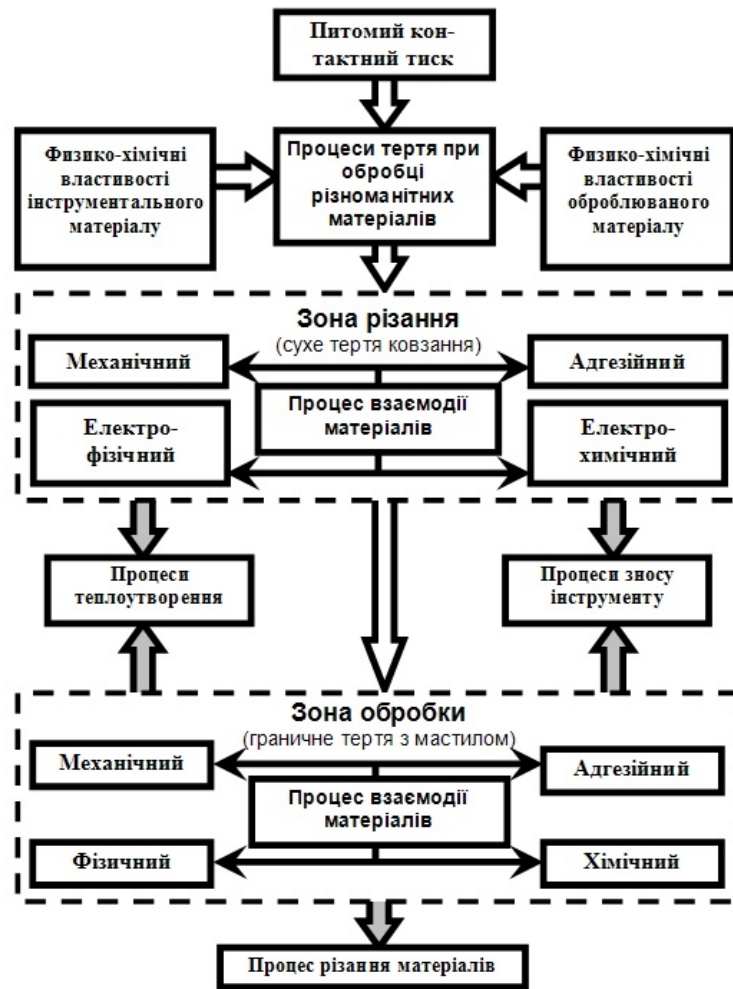 Питомий кон-
тактний тиск
Физико-хімічні
властивості
інструментального
матеріалу
Процеси тертя при
обробці
різноманітних
матеріалів
Физико-хімічні
властивості
оброблюваного
матеріалу
Зона різання
(сухе тертя ковзання)
Механічний
Адгезійний
Процес взаємодії
матеріалів
Електро-
фізичний
Електро-
химічний
Процеси
теплоутворення
Процеси зносу
інструменту
Зона обробки
(граничне тертя з мастилом)
Механічний
Адгезійний
Процес взаємодії
матеріалів
Фізичний
Хімічний
Процес різання матеріалів